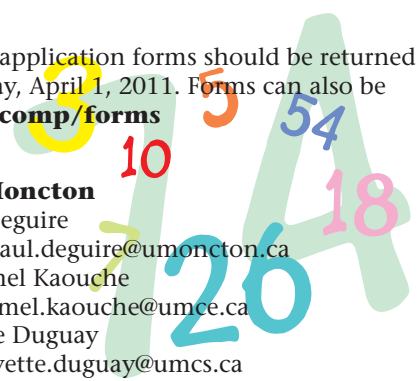 application forms should be returned
ay, April 1, 2011. Forms can also be
comp/forms
Moncton
eguire
aul.deguire@umoncton.ca
nel Kaouche
mel.kaouche@umce.ca
e Duguay
vette.duguay@umcs.ca
3
5
54
10
18
7
26
14